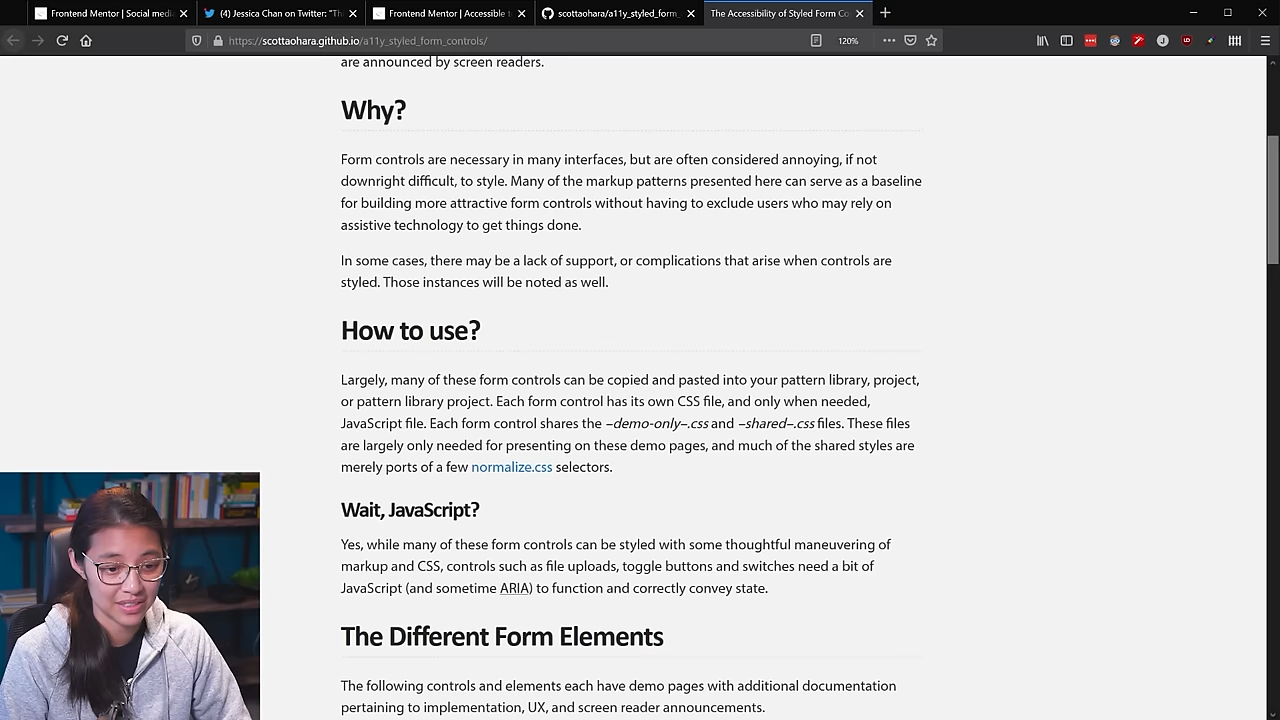 Frontend Mentor | Social media
(4) Jessica Chan on Twitter: "Thi
Frontend Mentor | Accessible t
scottaohara/a11y_styled_form_
The Accessibility of Styled Form Co
https://scottaohara.github.io/a11y_styled_form_controls/
120%
are announced by screen readers.
Why?
Form controls are necessary in many interfaces, but are often considered annoying, if not
downright difficult, to style. Many of the markup patterns presented here can serve as a baseline
for building more attractive form controls without having to exclude users who may rely on
assistive technology to get things done.
In some cases, there may be a lack of support, or complications that arise when controls are
styled. Those instances will be noted as well.
How to use?
Largely, many of these form controls can be copied and pasted into your pattern library, project,
or pattern library project. Each form control has its own CSS file, and only when needed,
JavaScript file. Each form control shares the –demo-only–.css and –shared–.css files. These files
are largely only needed for presenting on these demo pages, and much of the shared styles are
merely ports of a few normalize.css selectors.
Wait, JavaScript?
Yes, while many of these form controls can be styled with some thoughtful maneuvering of
markup and CSS, controls such as file uploads, toggle buttons and switches need a bit of
JavaScript (and sometime ARIA) to function and correctly convey state.
The Different Form Elements
The following controls and elements each have demo pages with additional documentation
pertaining to implementation, UX, and screen reader announcements.